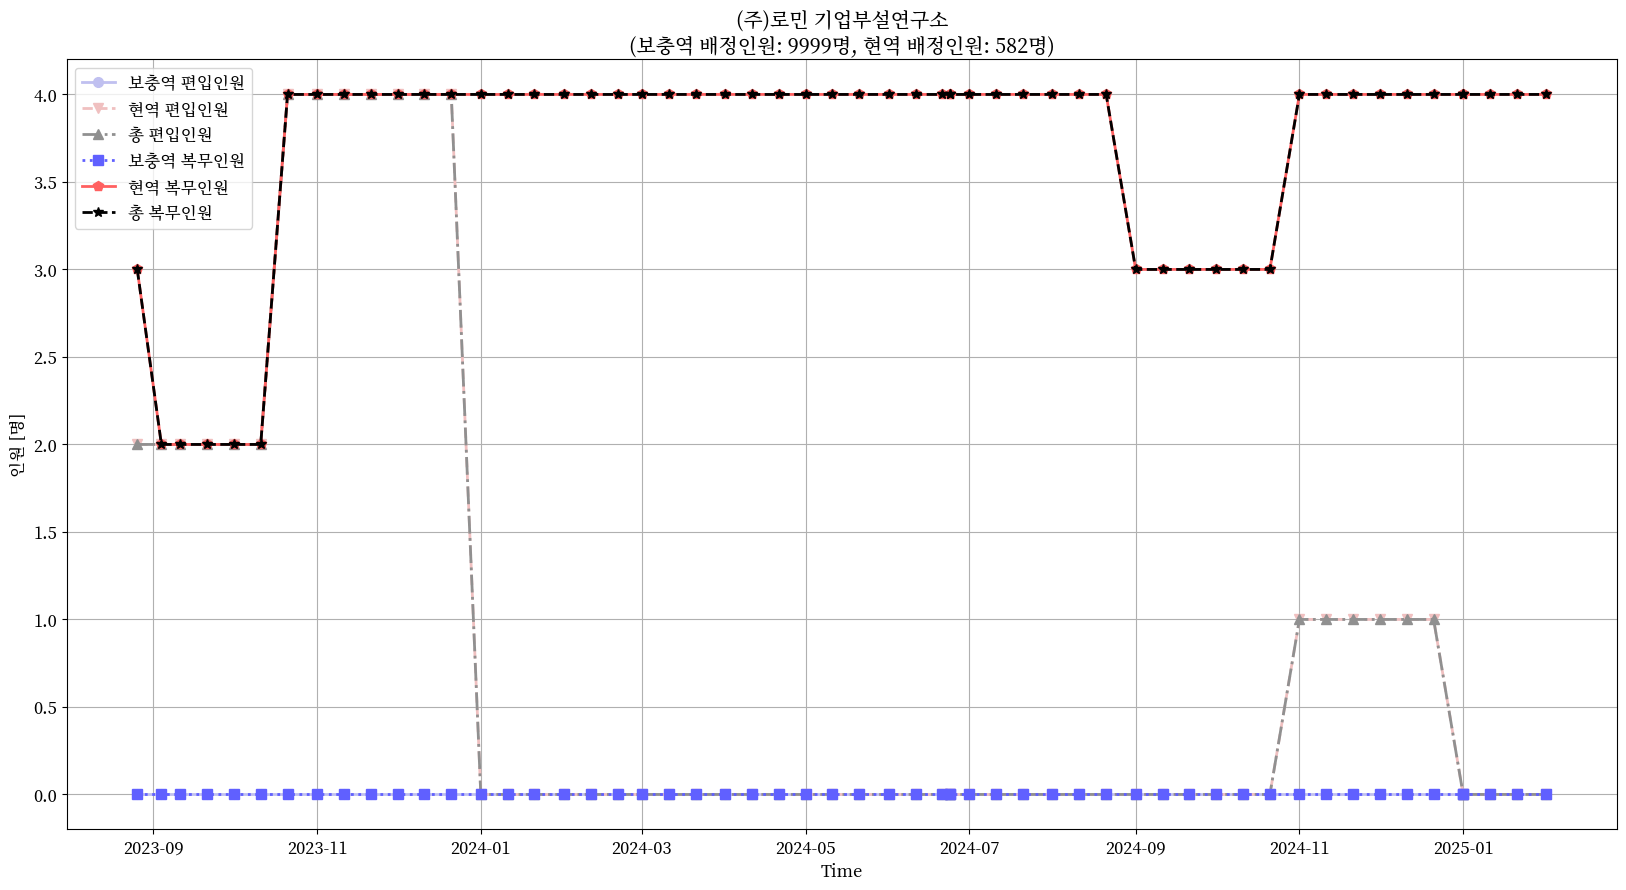 (주)로민 기업부설연구소
(보충역 배정인원: 9999명, 현역 배정인원: 582명)
보충역 편입인원
현역 편입인원
총 편입인원
보충역 복무인원
현역 복무인원
총 복무인원
4.0
3.5
3.0
2.5
2.0
1.5
1.0
0.5
0.0
인원 [명]
2023-09
2023-11
2024-01
2024-03
2024-05
2024-07
2024-09
2024-11
2025-01
Time